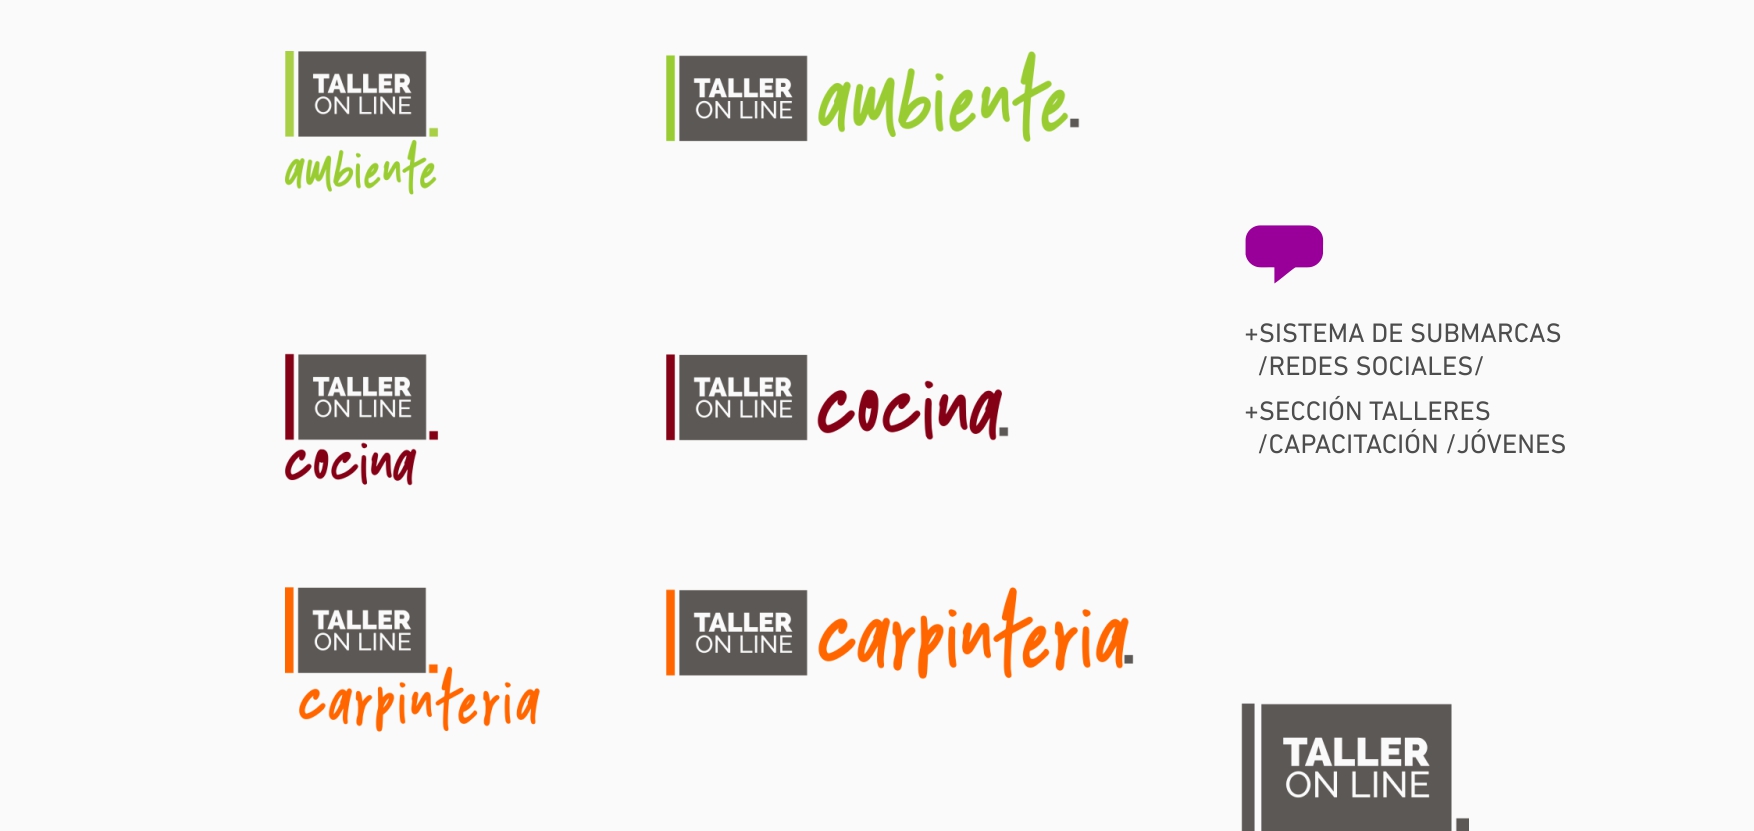 TALLER
ON LINE
ambiente
TALLER
ON LINE
ambiente.
+SISTEMA DE SUBMARCAS
/REDES SOCIALES/
+SECCIÓN TALLERES
/CAPACITACIÓN /JÓVENES
TALLER
ON LINE
cocina
TALLER
ON LINE
cocina.
TALLER
ON LINE
carpinteria
TALLER
ON LINE
carpinteria.
TALLER
ON LINE